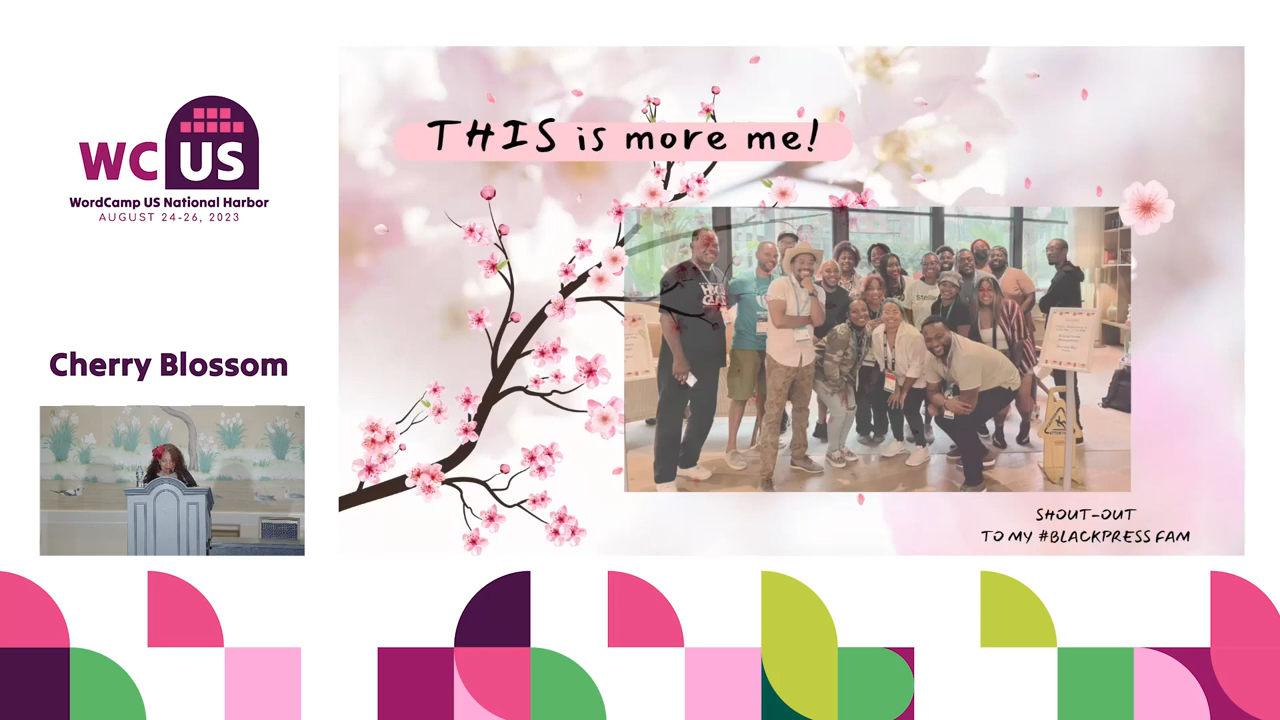 WC US
WordCamp US National Harbor
AUGUST 24-26, 2023
Cherry Blossom
THIS is more me!
SHOUT-OUT
TO MY #BLACKPRESS FAM